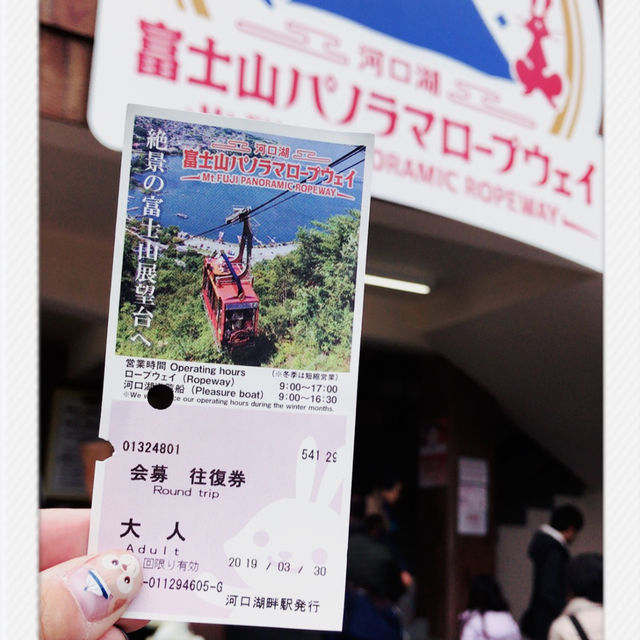 河口湖
富士山パノラマロープウェイ
ORAMIC ROPEWAY
河口湖
富士山パノラマロープウェイ
Mt.FUJI PANORAMIC ROPEWAY
絶景の富士山展望台へ
営業時間 Operating hours (※冬季は短縮営業)
ロープウェイ (Ropeway) 9:00～17:00
河口湖 船 (Pleasure boat) 9:00～16:30
our operating hours during the winter months.
01324801 541 29
会募 往復券
Round trip
大人
Adult
回限り有効 2019 / 03 / 30
-011294605-G
河口湖畔駅発行